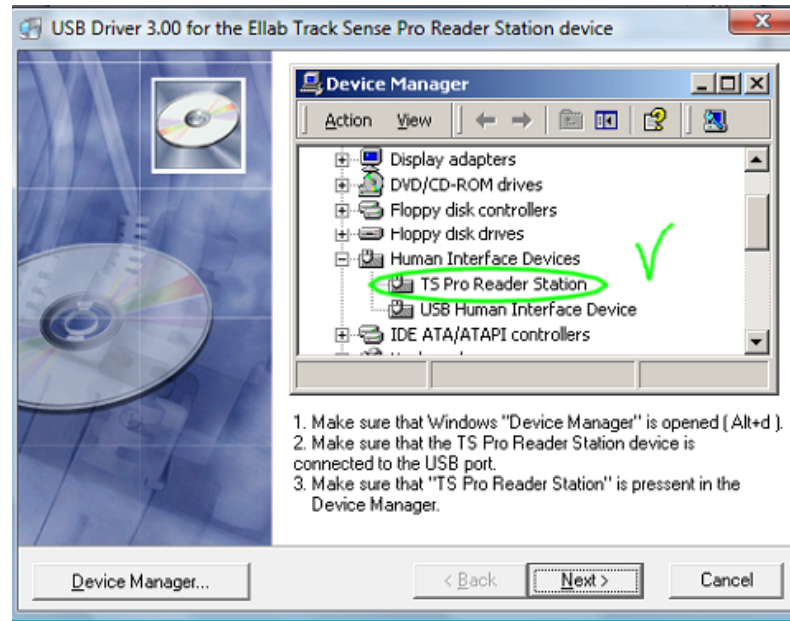 USB Driver 3.00 for the Ellab Track Sense Pro Reader Station device
Device Manager
Action View
Display adapters
DVD/CD-ROM drives
Floppy disk controllers
Floppy disk drives
Human Interface Devices
TS Pro Reader Station
USB Human Interface Device
IDE ATA/ATAPI controllers
1. Make sure that Windows "Device Manager" is opened ( Alt+d ).
2. Make sure that the TS Pro Reader Station device is
connected to the USB port.
3. Make sure that "TS Pro Reader Station" is pressent in the
Device Manager.
Device Manager...
< Back
Next >
Cancel